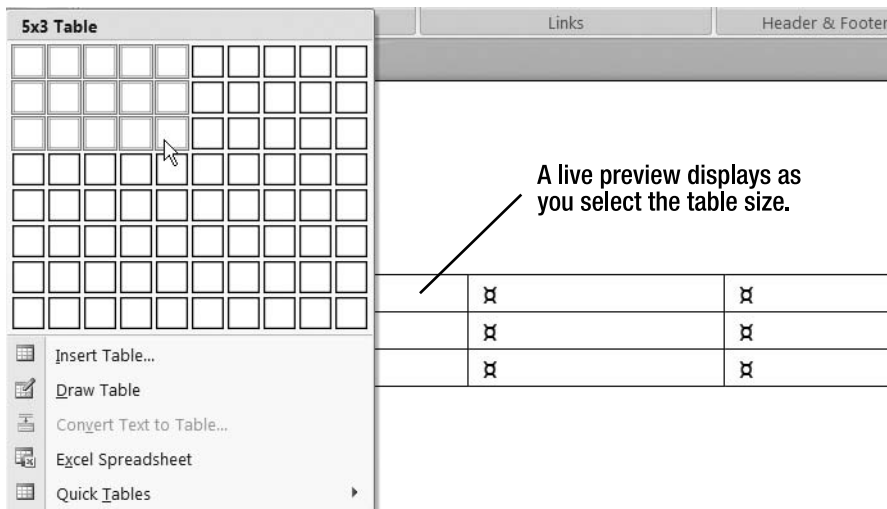 5x3 Table
Links
Header & Footer
A live preview displays as
you select the table size.
¤ ¤
¤ ¤
¤ ¤
Insert Table...
Draw Table
Convert Text to Table...
Excel Spreadsheet
Quick Tables